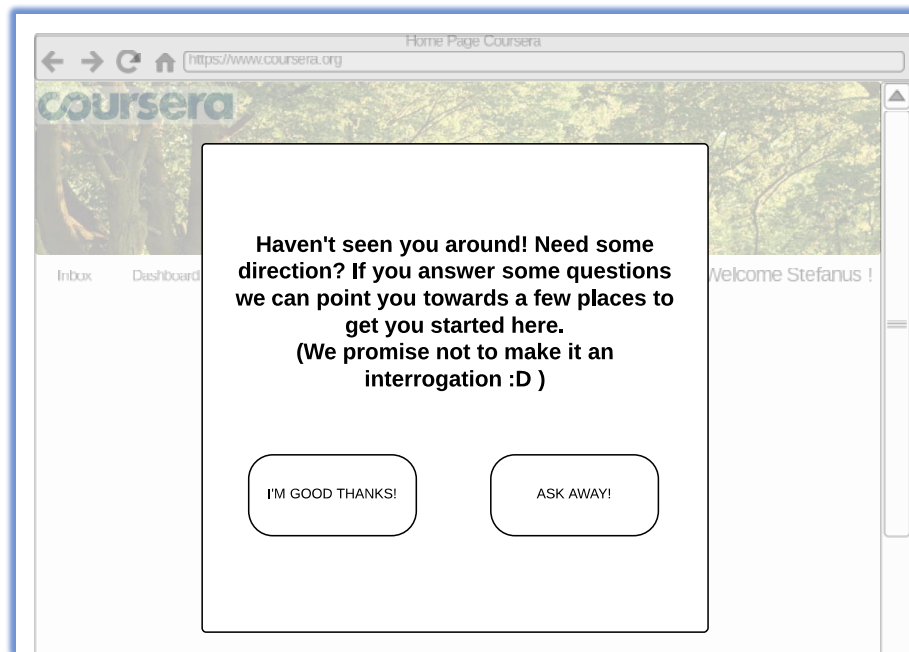 Home Page Coursera
https://www.coursera.org
coursera
Haven't seen you around! Need some
direction? If you answer some questions
we can point you towards a few places to
get you started here.
(We promise not to make it an
interrogation :D )
Inbox Dashboard Welcome Stefanus !
I'M GOOD THANKS! ASK AWAY!